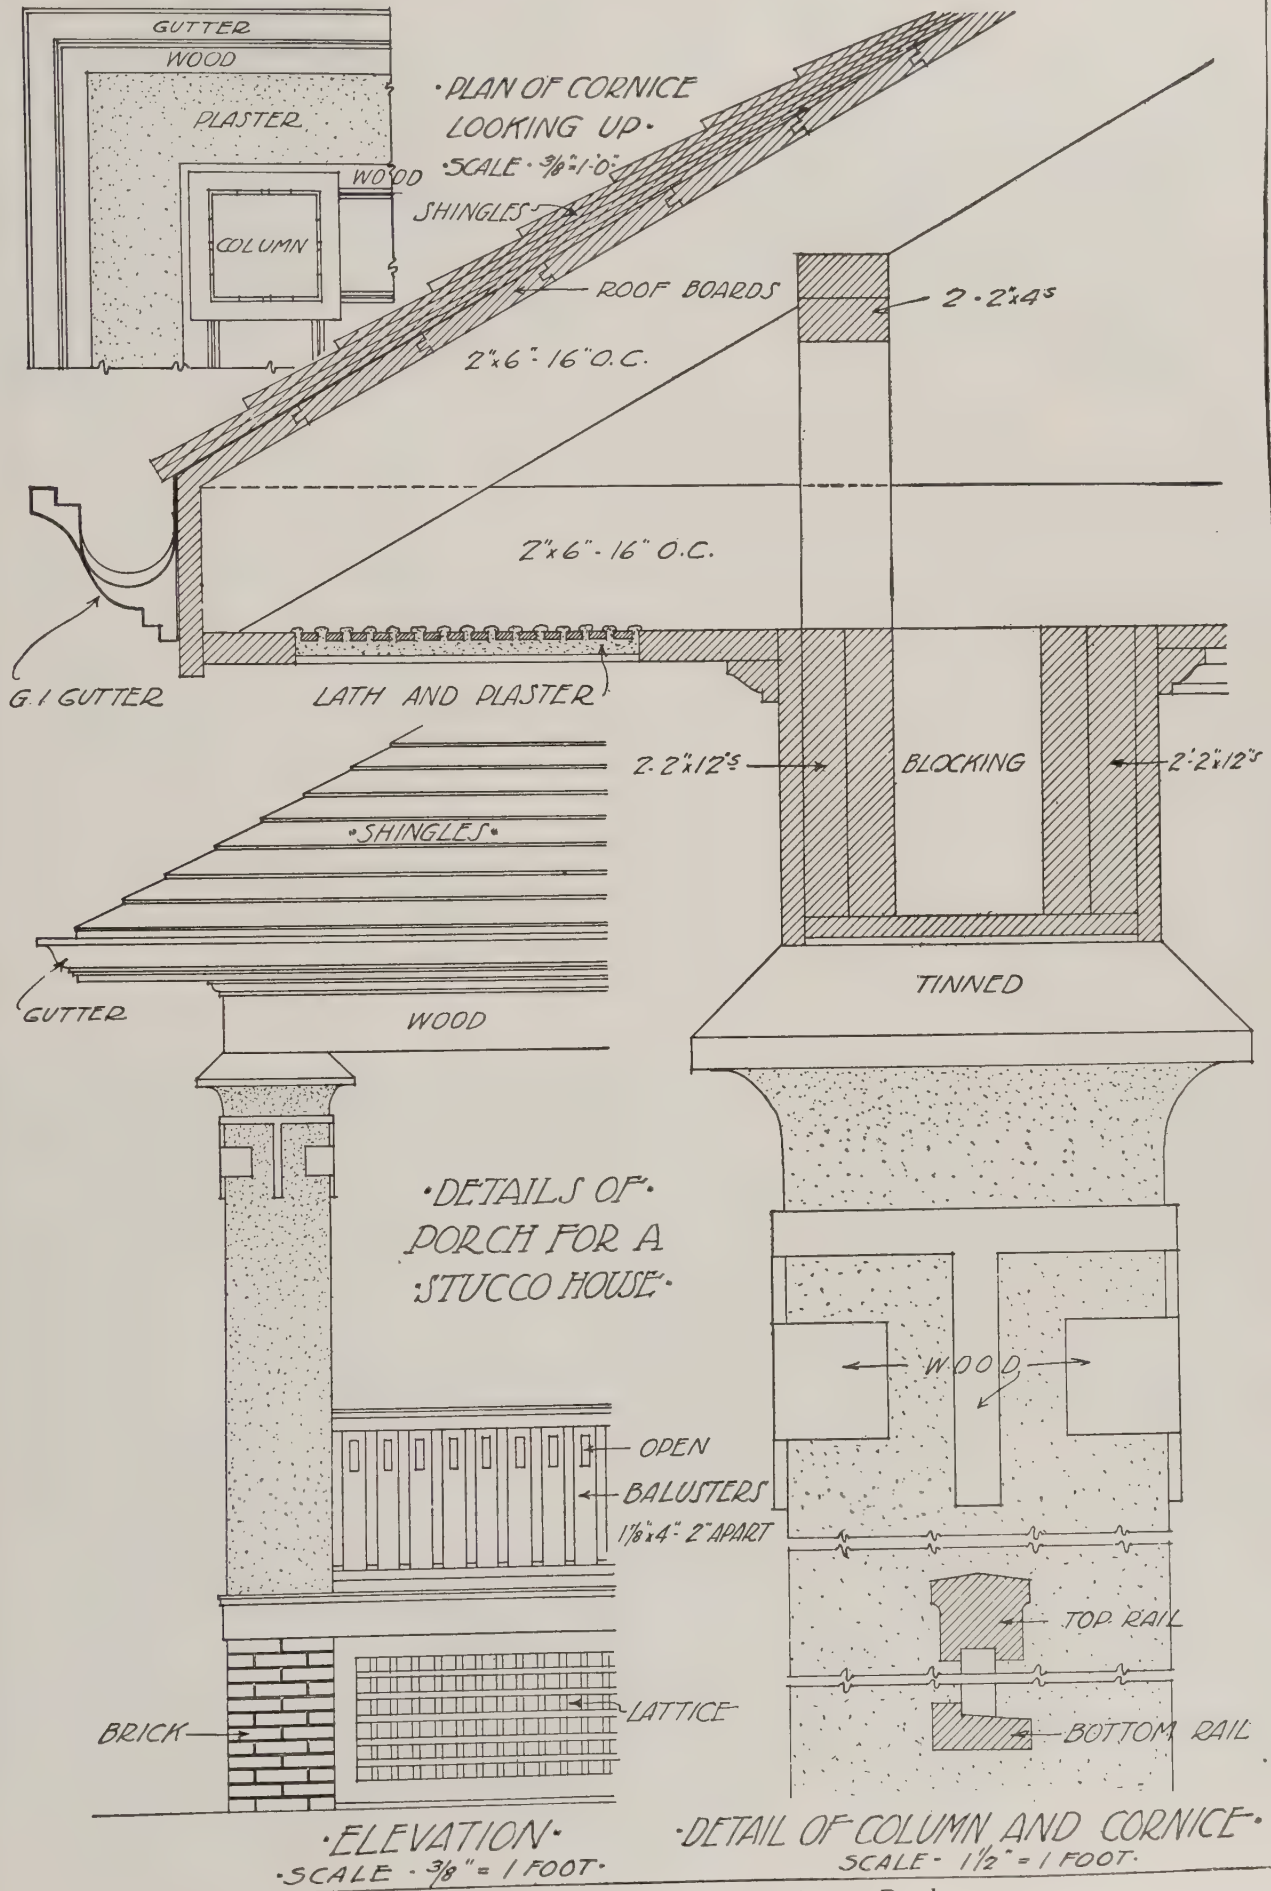 GUTTER
WOOD
PLASTER
WOOD
COLUMN
·PLAN OF CORNICE
LOOKING UP·
·SCALE · 3/8"=1'-0"·
SHINGLES
ROOF BOARDS
2·2"x4s
2"x6"-16"O.C.
2"x6"-16"O.C.
G.I. GUTTER
LATH AND PLASTER
2-2"x12"s
BLOCKING
2·2"x12"s
·SHINGLES·
TINNED
GUTTER
WOOD
·DETAILS OF·
PORCH FOR A
·STUCCO HOUSE·
WOOD
OPEN
BALUSTERS
1 1/8"x4"-2"APART
TOP RAIL
LATTICE
BRICK
BOTTOM RAIL
·ELEVATION·
·SCALE - 3/8" = 1 FOOT·
·DETAIL OF COLUMN AND CORNICE·
SCALE - 1 1/2" = 1 FOOT·